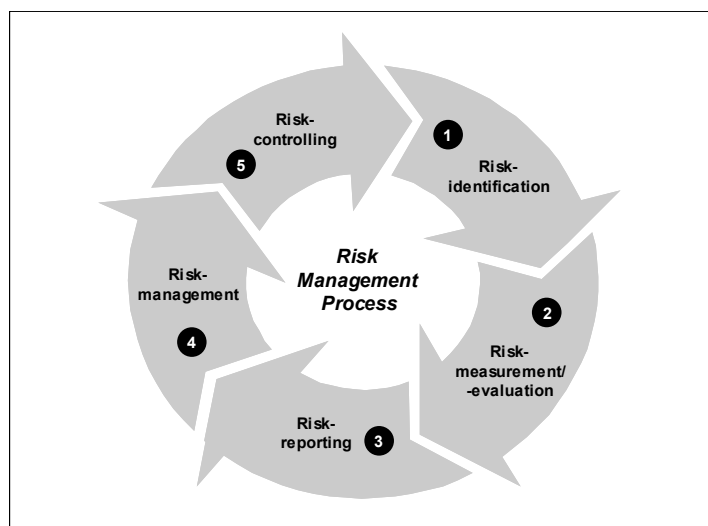 Risk
Management
Process
1
Risk-
identification
2
Risk-
measurement/
-evaluation
Risk-
reporting
3
Risk-
management
4
Risk-
controlling
5